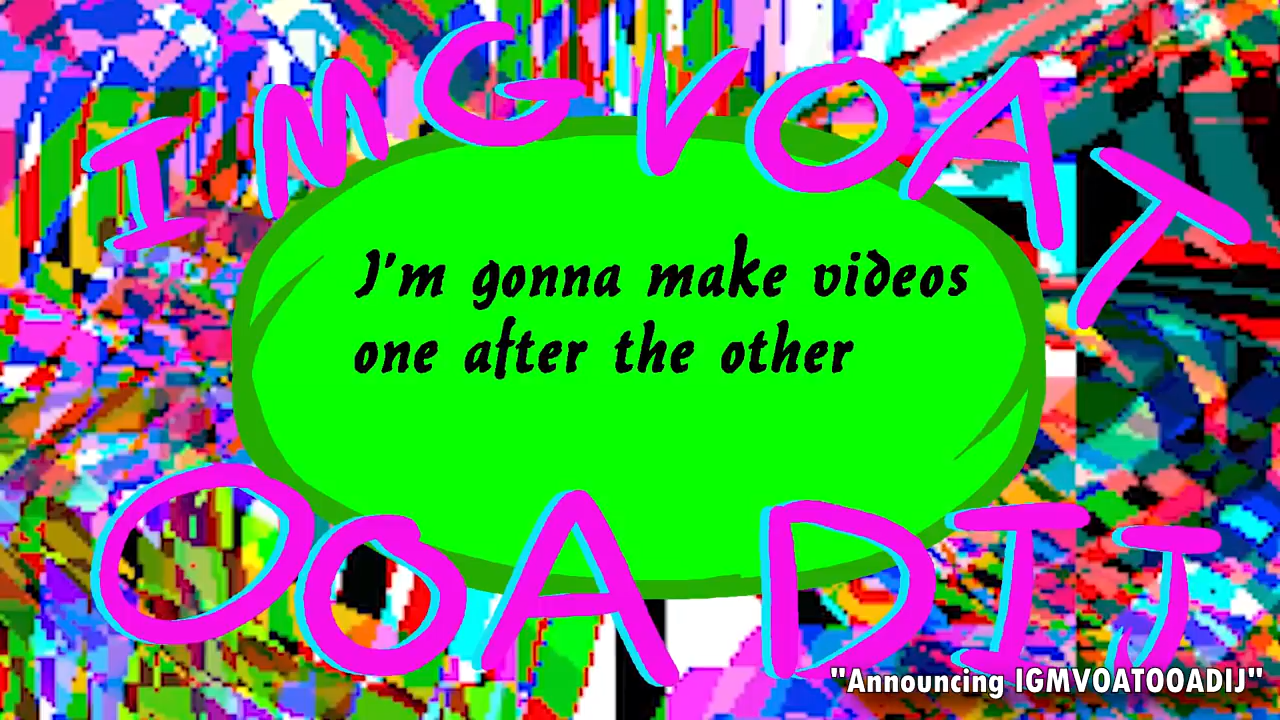 IMGVOAT
I'm gonna make videos
one after the other
OOADIJ
"Announcing IGMVOATOOADIJ"